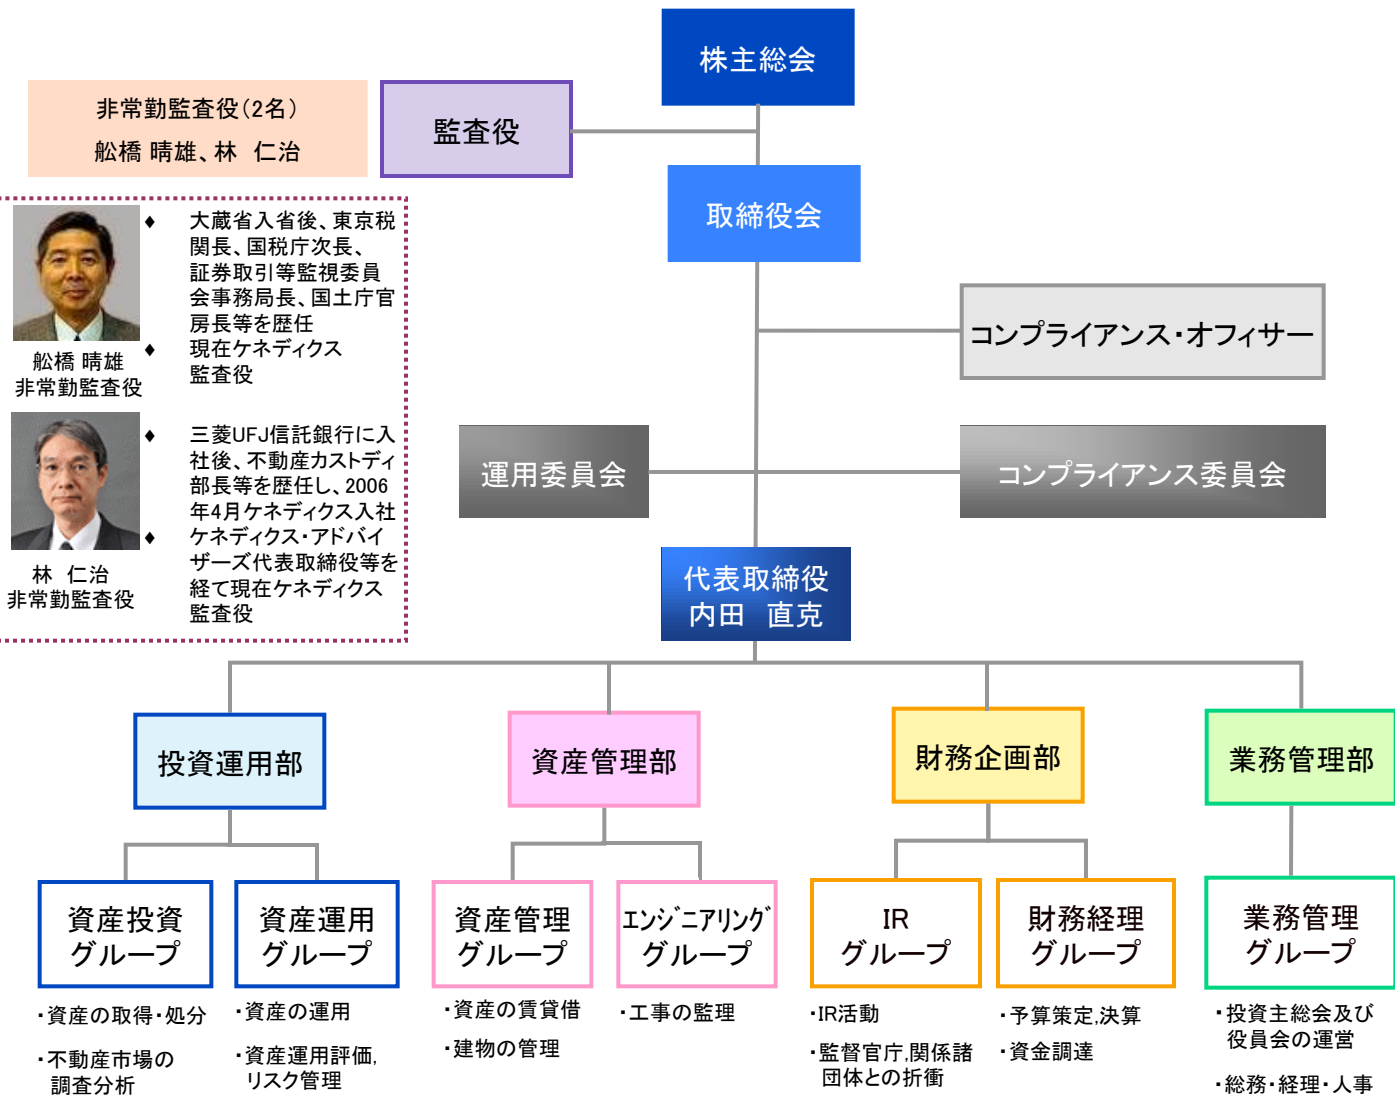 株主総会
非常勤監査役（2名）
舩橋 晴雄、林　仁治
監査役
取締役会
♦ 大蔵省入省後、東京税
関長、国税庁次長、
証券取引等監視委員
会事務局長、国土庁官
房長等を歴任
♦ 現在ケネディクス
監査役
舩橋 晴雄
非常勤監査役
♦ 三菱UFJ信託銀行に入
社後、不動産カストディ
部長等を歴任し、2006
年4月ケネディクス入社
♦ ケネディクス・アドバイ
ザーズ代表取締役等を
経て現在ケネディクス
監査役
林　仁治
非常勤監査役
コンプライアンス・オフィサー
運用委員会
コンプライアンス委員会
代表取締役
内田　直克
投資運用部
資産管理部
財務企画部
業務管理部
資産投資
グループ
資産運用
グループ
資産管理
グループ
ｴﾝｼﾞﾆｱﾘﾝｸﾞ
グループ
IR
グループ
財務経理
グループ
業務管理
グループ
・資産の取得・処分
・不動産市場の
調査分析
・資産の運用
・資産運用評価,
リスク管理
・資産の賃貸借
・建物の管理
・工事の監理
・IR活動
・監督官庁,関係諸
団体との折衝
・予算策定,決算
・資金調達
・投資主総会及び
役員会の運営
・総務・経理・人事